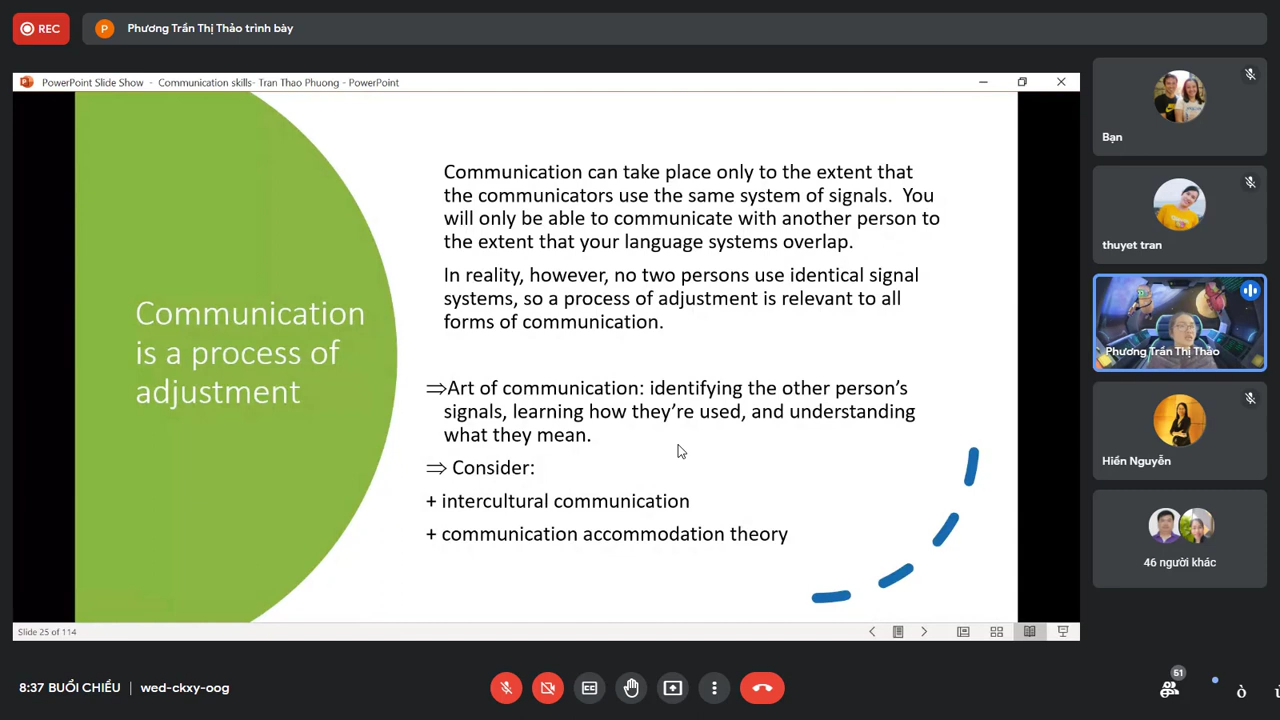 REC
P
Phương Trần Thị Thảo trình bày
PowerPoint Slide Show - Communication skills- Tran Thao Phuong - PowerPoint
Communication
is a process of
adjustment
Communication can take place only to the extent that
the communicators use the same system of signals. You
will only be able to communicate with another person to
the extent that your language systems overlap.
In reality, however, no two persons use identical signal
systems, so a process of adjustment is relevant to all
forms of communication.
⇒Art of communication: identifying the other person's
signals, learning how they're used, and understanding
what they mean.
⇒ Consider:
+ intercultural communication
+ communication accommodation theory
Slide 25 of 114
Bạn
thuyet tran
Phương Trần Thị Thảo
Hiền Nguyễn
46 người khác
8:37 BUỔI CHIỀU
wed-ckxy-oog
CC
51